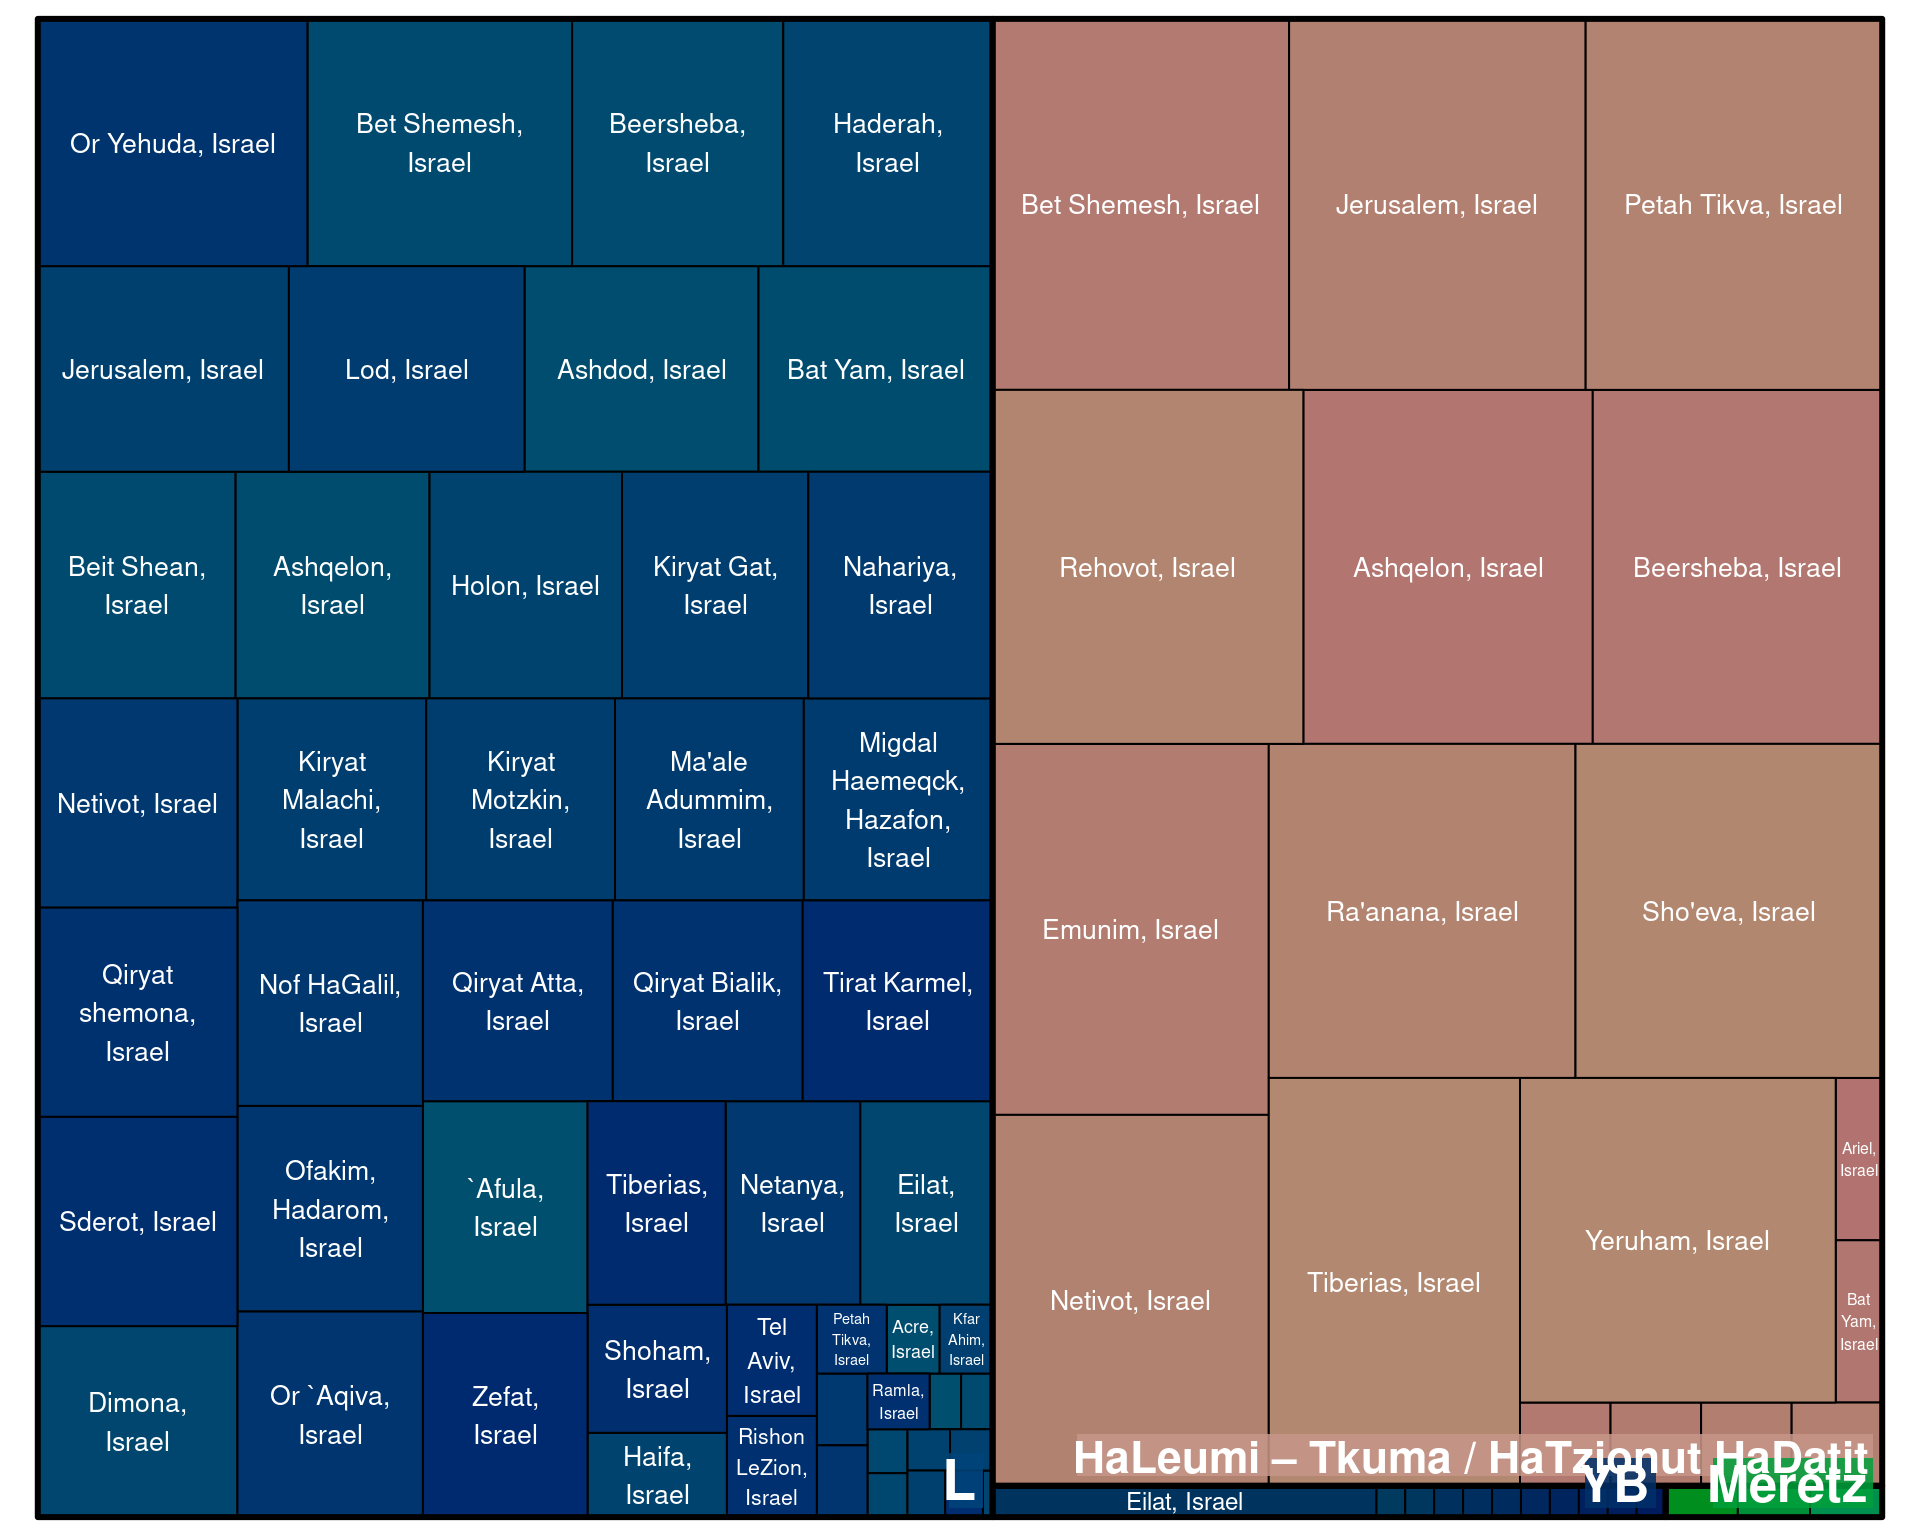 Or Yehuda, Israel
Bet Shemesh,
Israel
Beersheba,
Israel
Haderah,
Israel
Jerusalem, Israel
Lod, Israel
Ashdod, Israel
Bat Yam, Israel
Beit Shean,
Israel
Ashqelon,
Israel
Holon, Israel
Kiryat Gat,
Israel
Nahariya,
Israel
Netivot, Israel
Kiryat
Malachi,
Israel
Kiryat
Motzkin,
Israel
Ma'ale
Adummim,
Israel
Migdal
Haemeqck,
Hazafon,
Israel
Qiryat
shemona,
Israel
Nof HaGalil,
Israel
Qiryat Atta,
Israel
Qiryat Bialik,
Israel
Tirat Karmel,
Israel
Sderot, Israel
Ofakim,
Hadarom,
Israel
`Afula,
Israel
Tiberias,
Israel
Netanya,
Israel
Eilat,
Israel
Dimona,
Israel
Or `Aqiva,
Israel
Zefat,
Israel
Shoham,
Israel
Haifa,
Israel
Tel
Aviv,
Israel
Rishon
LeZion,
Israel
Petah
Tikva,
Israel
Acre,
Israel
Kfar
Ahim,
Israel
Ramla,
Israel
L
Bet Shemesh, Israel
Jerusalem, Israel
Petah Tikva, Israel
Rehovot, Israel
Ashqelon, Israel
Beersheba, Israel
Emunim, Israel
Ra'anana, Israel
Sho'eva, Israel
Netivot, Israel
Tiberias, Israel
Yeruham, Israel
Ariel,
Israel
Bat
Yam,
Israel
HaLeumi – Tkuma / HaTzionut HaDatit
Eilat, Israel
YB
Meretz